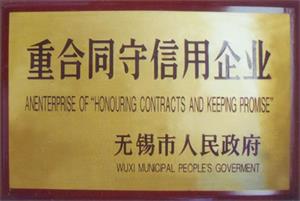 重合同守信用企业
ANENTERPRISE OF "HONOURING CONTRACTS AND KEEPING PROMISE"
无锡市人民政府
WUXI MUNICIPAL PEOPLE'S GOVERMENT